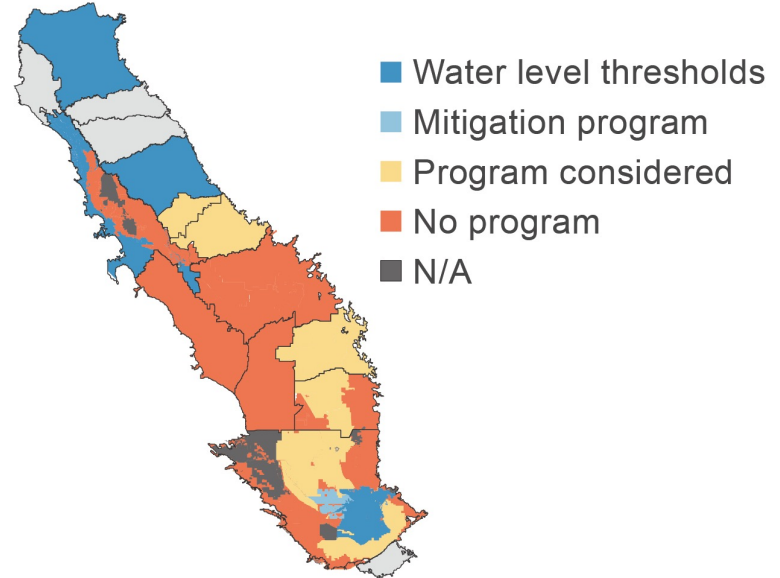 Water level thresholds
Mitigation program
Program considered
No program
N/A